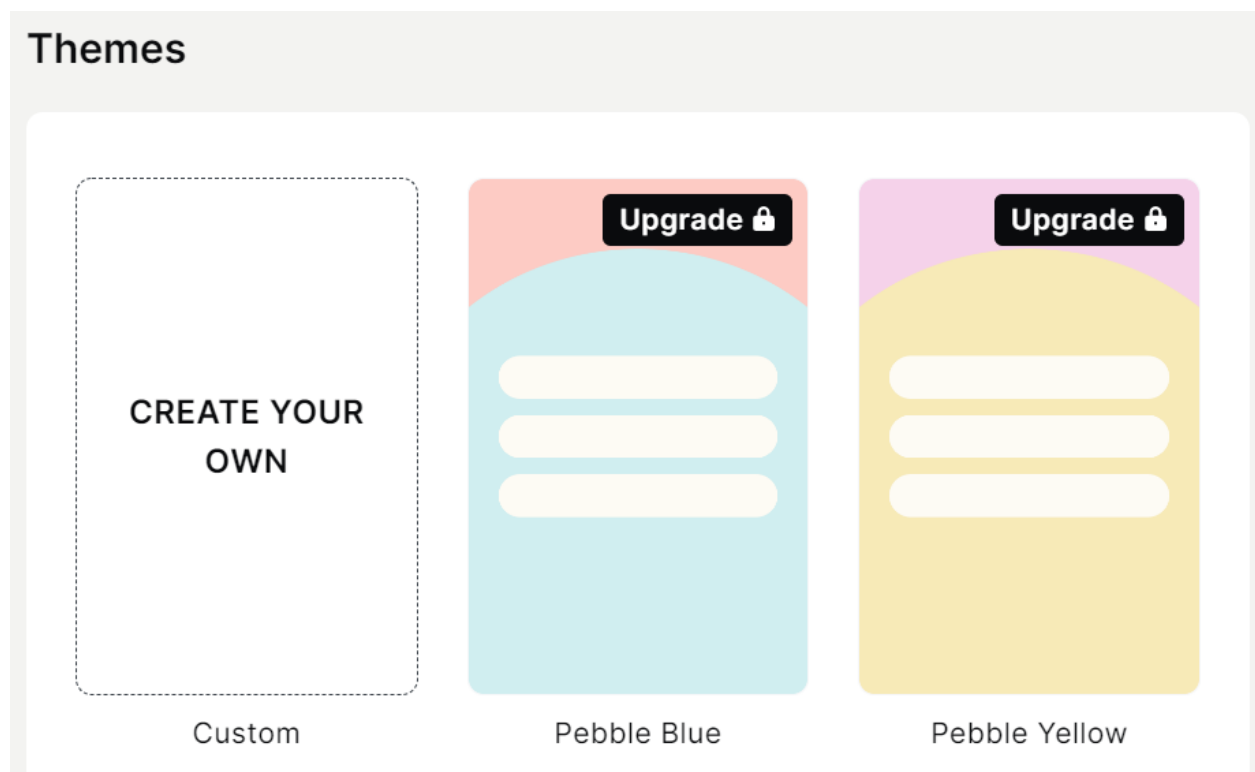 Themes
Upgrade
Upgrade
CREATE YOUR
OWN
Custom
Pebble Blue
Pebble Yellow